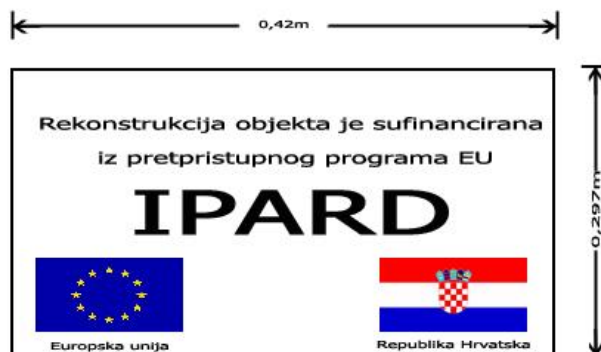 0,42m
Rekonstrukcija objekta je sufinancirana
iz pretpristupnog programa EU
IPARD
0,297m
Europska unija
Republika Hrvatska